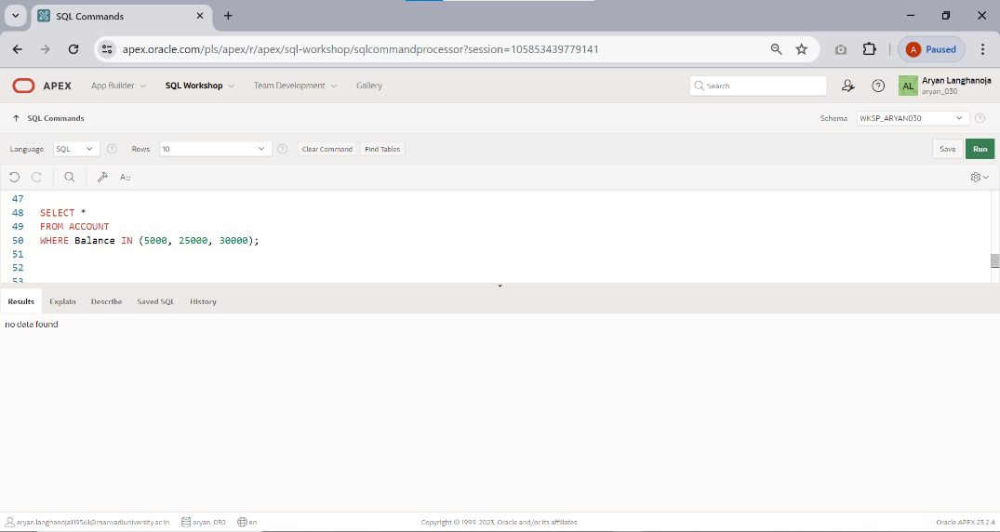 SQL Commands
apex.oracle.com/pls/apex/r/apex/sql-workshop/sqlcommandprocessor?session=105853439779141
A Paused
APEX App Builder SQL Workshop Team Development Gallery Search AL Aryan Langhanoja
aryan_030
SQL Commands Schema WKSP_ARYAN030
Language SQL Rows 10 Clear Command Find Tables Save Run
47
48 SELECT *
49 FROM ACCOUNT
50 WHERE Balance IN (5000, 25000, 30000);
51
52
53
Results Explain Describe Saved SQL History
no data found
aryan.langhanoja119561@marwadiuniversity.ac.in aryan_030 en Copyright © 1999, 2023, Oracle and/or its affiliates. Oracle APEX 23.2.4